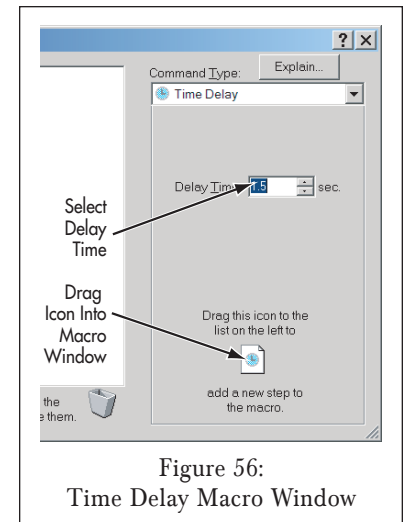 Command Type:
Explain...
Time Delay
Delay Time:
1.5
sec.
Select
Delay
Time
Drag
Icon Into
Macro
Window
Drag this icon to the
list on the left to
add a new step to
the macro.
the
e them.
Figure 56:
Time Delay Macro Window